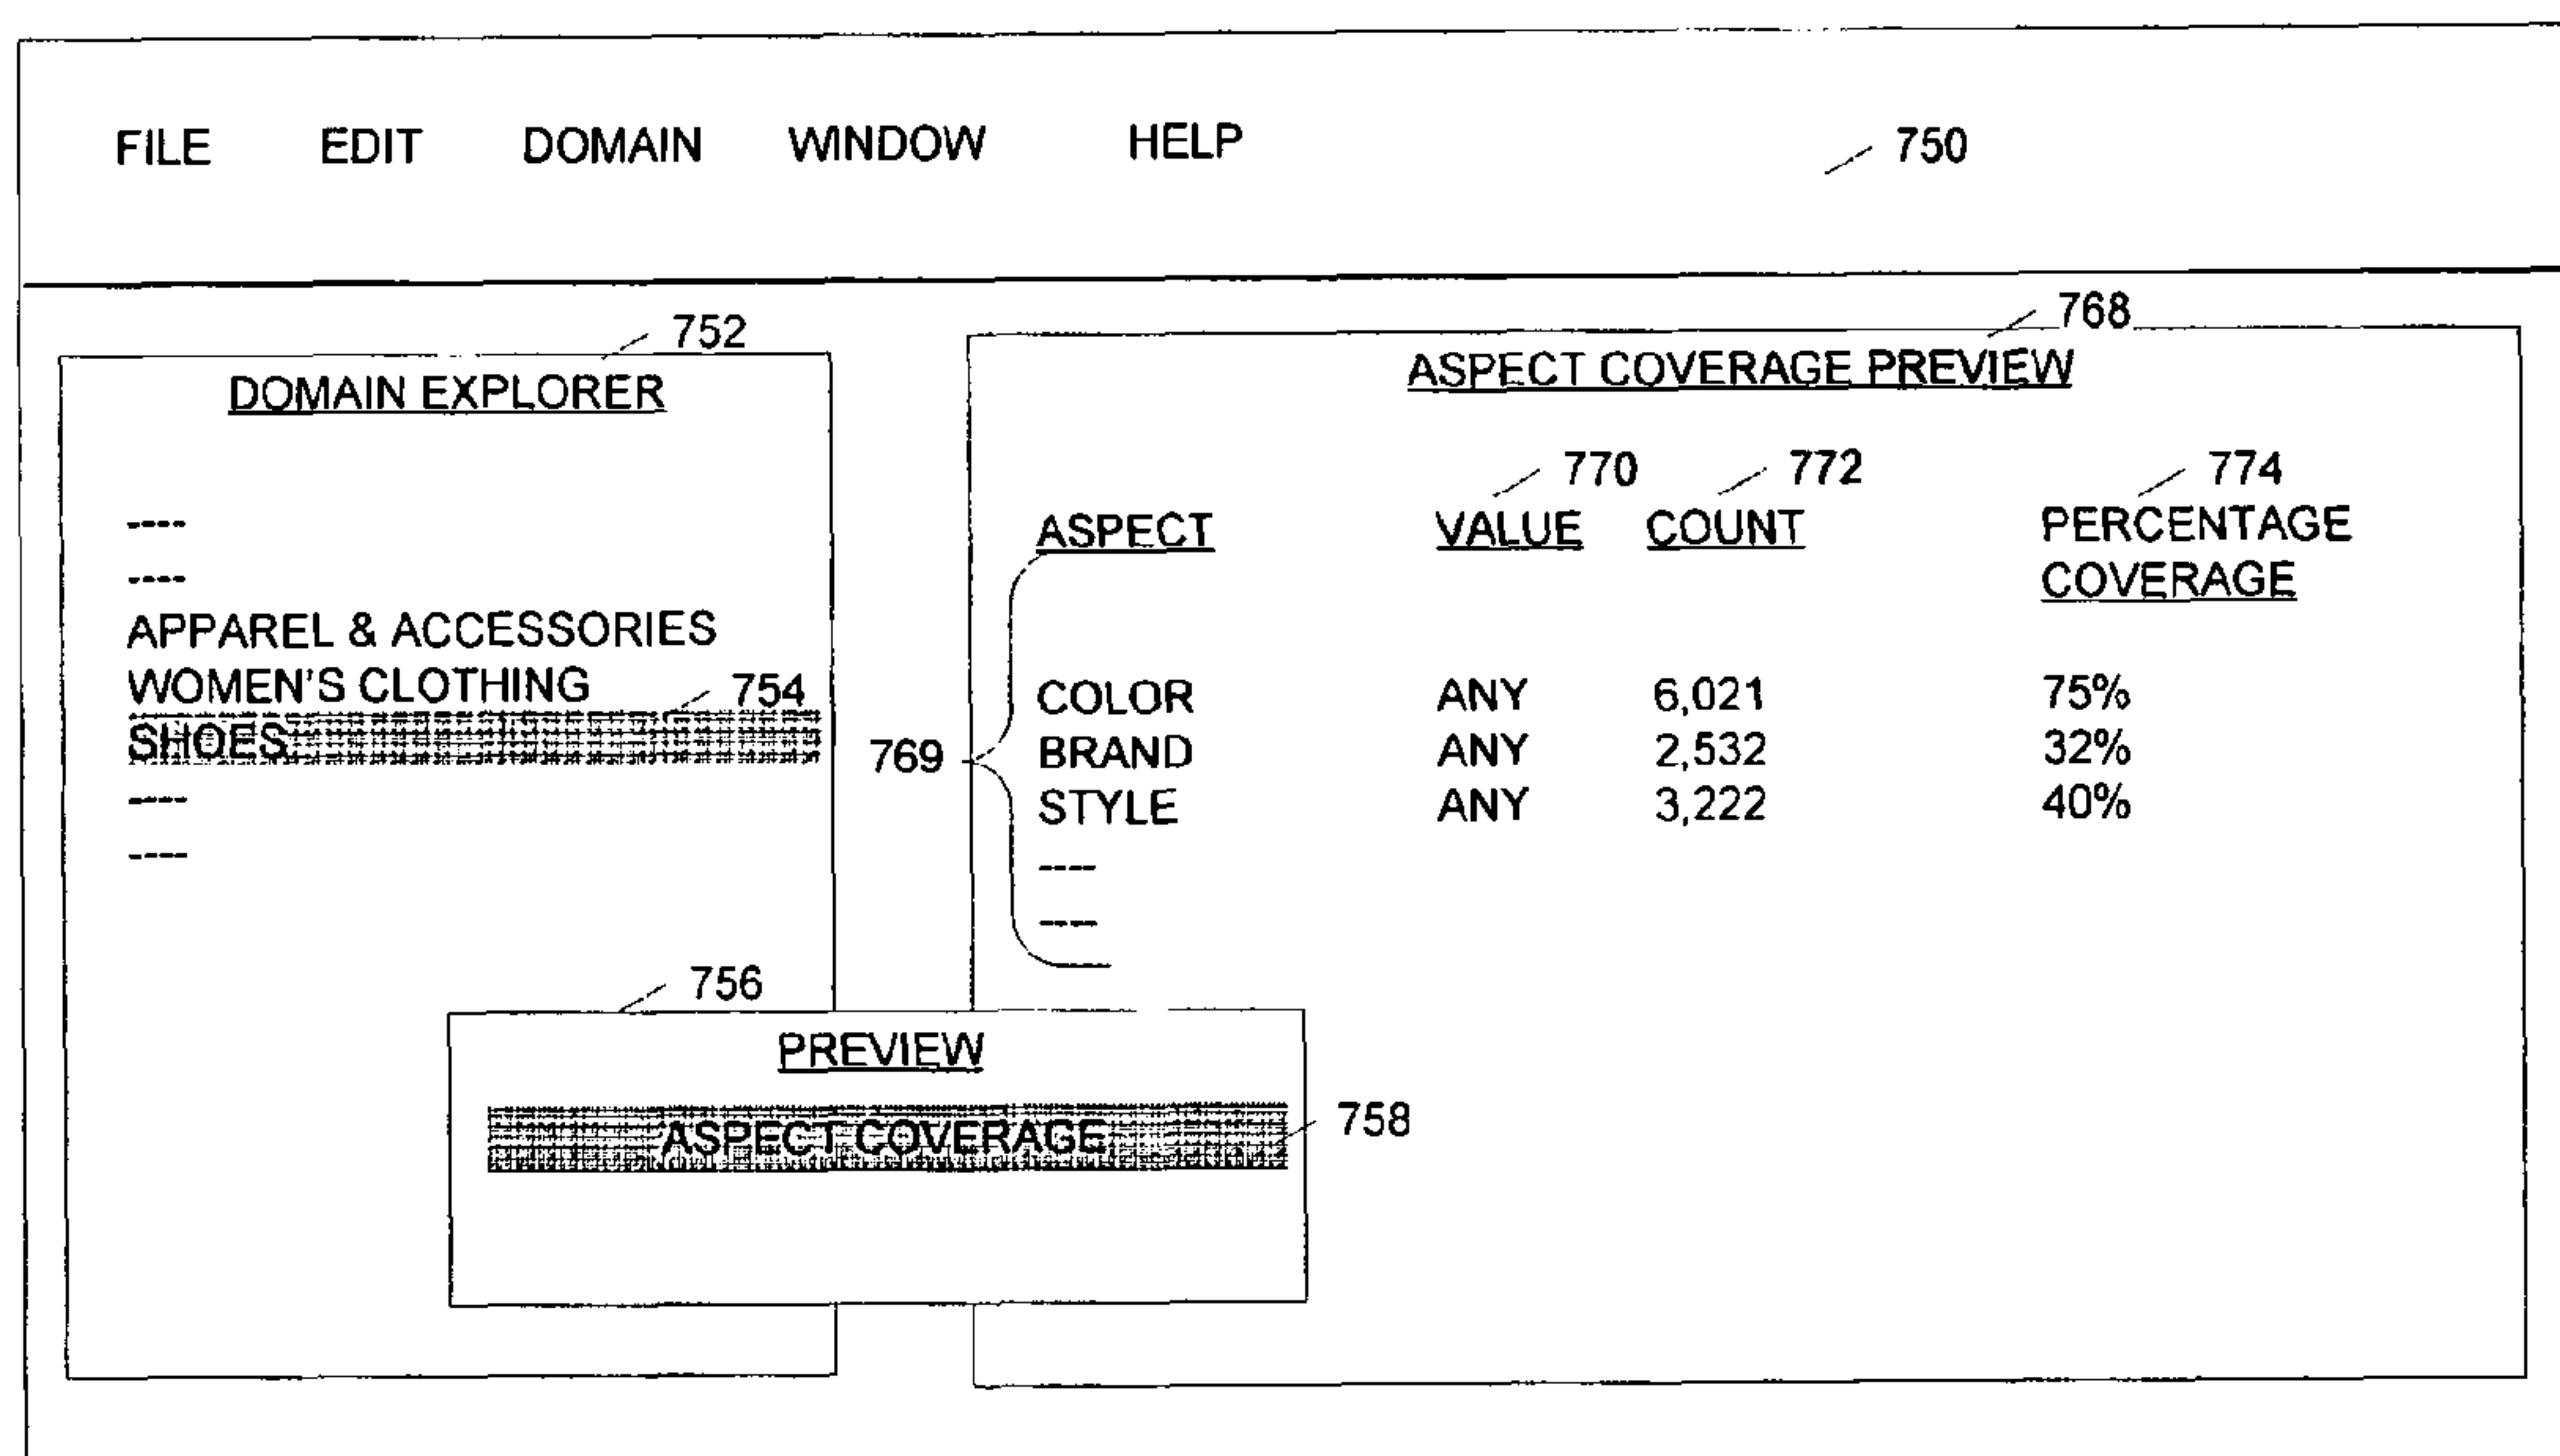 FILE EDIT DOMAIN WINDOW HELP 750
752
DOMAIN EXPLORER
----
----
APPAREL & ACCESSORIES
WOMEN'S CLOTHING 754
SHOES
----
----
768
ASPECT COVERAGE PREVIEW
770 772 774
ASPECT VALUE COUNT PERCENTAGE
COVERAGE
COLOR ANY 6,021 75%
769 BRAND ANY 2,532 32%
STYLE ANY 3,222 40%
----
----
756
PREVIEW
ASPECT COVERAGE 758